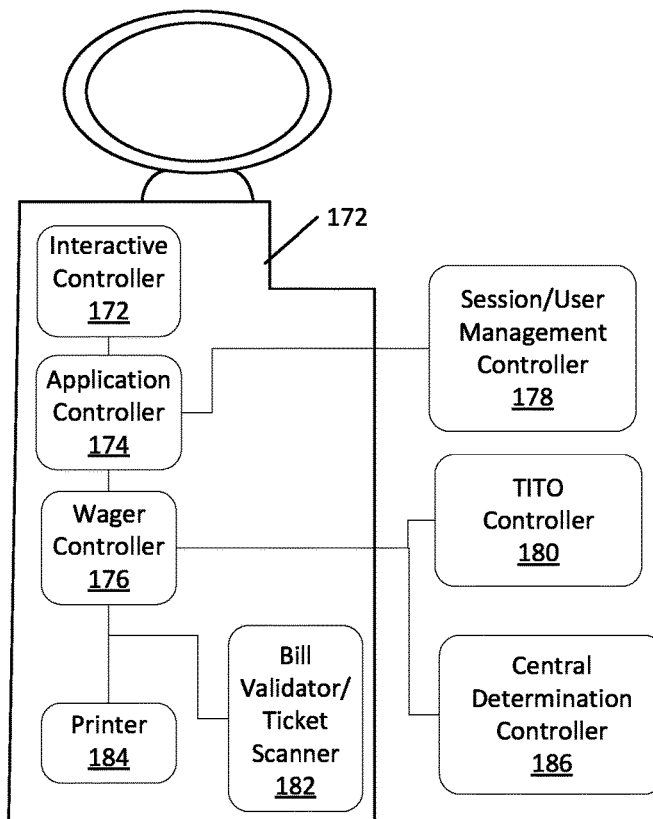 172
Interactive
Controller
172
Application
Controller
174
Wager
Controller
176
Printer
184
Bill
Validator/
Ticket
Scanner
182
Session/User
Management
Controller
178
TITO
Controller
180
Central
Determination
Controller
186